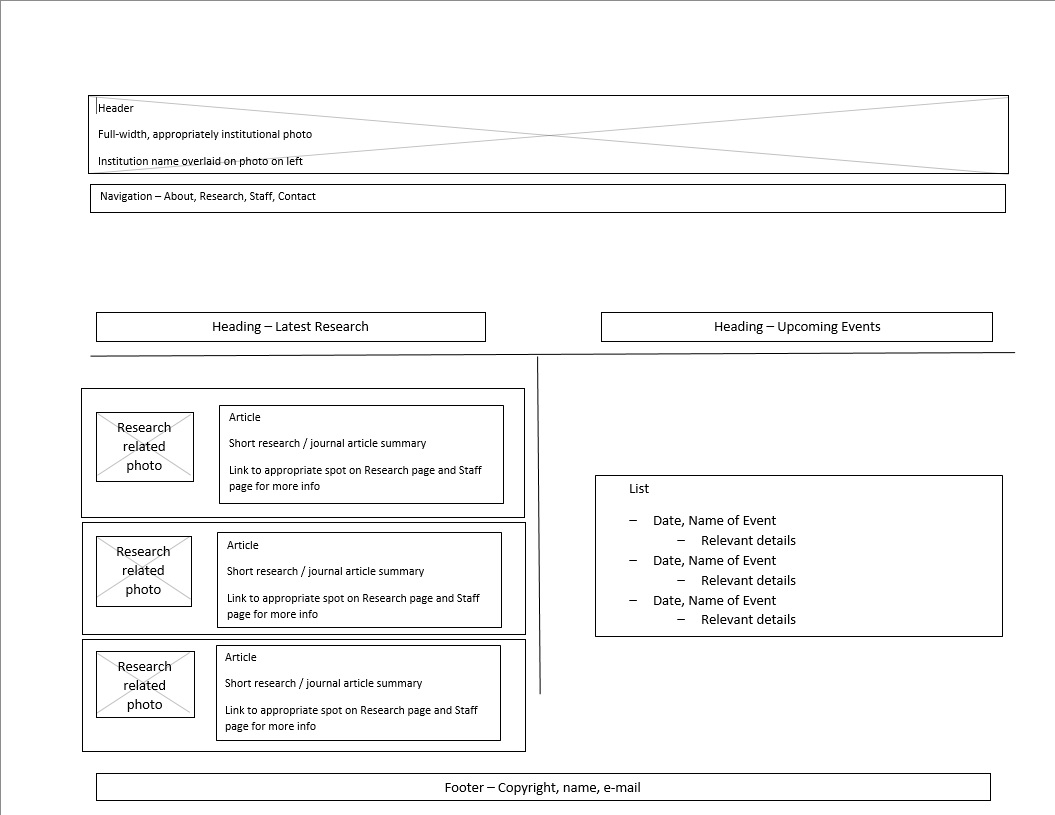 Header
Full-width, appropriately institutional photo
Institution name overlaid on photo on left
Navigation – About, Research, Staff, Contact
Heading – Latest Research
Heading – Upcoming Events
Research
related
photo
Article
Short research / journal article summary
Link to appropriate spot on Research page and Staff
page for more info
Research
related
photo
Article
Short research / journal article summary
Link to appropriate spot on Research page and Staff
page for more info
Research
related
photo
Article
Short research / journal article summary
Link to appropriate spot on Research page and Staff
page for more info
List
– Date, Name of Event
– Relevant details
– Date, Name of Event
– Relevant details
– Date, Name of Event
– Relevant details
Footer – Copyright, name, e-mail